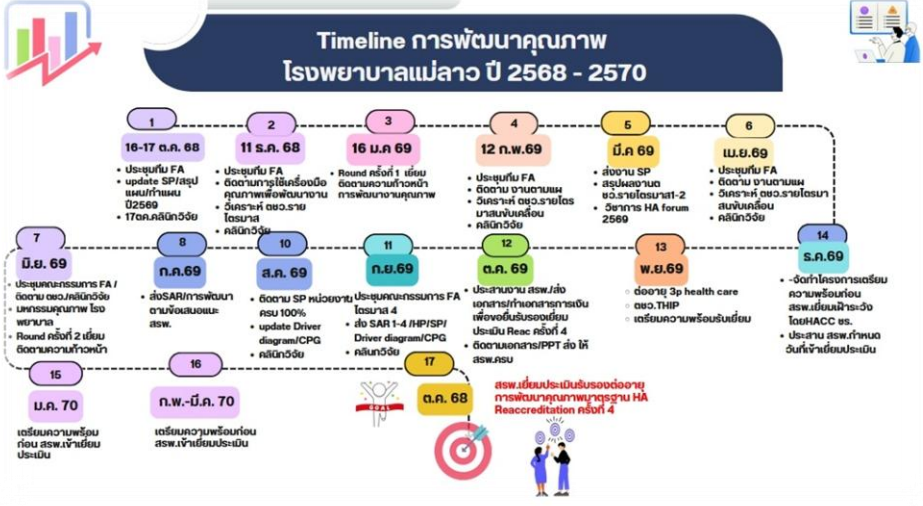 Timeline การพัฒนาคุณภาพ
โรงพยาบาลแม่ลาว ปี 2568 - 2570
1
16-17 ต.ค. 68
• ประชุมทีม FA
• update SP/สรุป
แผน/ทำแผน
ปี2569
• 17ตค.คลินิกวิจัย
2
11 ธ.ค. 68
• ประชุมทีม FA
• ติดตามการใช้เครื่องมือ
คุณภาพเพื่อพัฒนางาน
• วิเคราะห์ ตชว.ราย
ไตรมาส
• คลินิกวิจัย
3
16 ม.ค 69
• Round ครั้งที่ 1 เยี่ยม
ติดตามความก้าวหน้า
การพัฒนางานคุณภาพ
4
12 ก.พ.69
• ประชุมทีม FA
• ติดตาม งานตามแผ
• วิเคราะห์ ตชว.รายไตร
มาสนขับเคลื่อน
• คลินิกวิจัย
5
มี.ค 69
• ส่งงาน SP
• สรุปผลงานต
ชว.รายไตรมาส1-2
• วิชาการ HA forum
2569
6
เม.ย.69
• ประชุมทีม FA
• ติดตาม งานตามแผ
• วิเคราะห์ ตชว.รายไตรมา
สนขับเคลื่อน
• คลินิกวิจัย
7
มิ.ย. 69
• ประชุมคณะกรรมการ FA /
ติดตาม ตชว./คลินิกวิจัย
• มหกรรมคุณภาพ โรง
พยาบาล
• Round ครั้งที่ 2 เยี่ยม
ติดตามความก้าวหน้า
8
ก.ค.69
• ส่งSAR/การพัฒนา
ตามข้อเสนอแนะ
สรพ.
10
ส.ค. 69
• ติดตาม SP หน่วยงาน
ครบ 100%
• update Driver
diagram/CPG
• คลินิกวิจัย
11
ก.ย.69
ประชุมคณะกรรมการ FA
ไตรมาส 4
• ส่ง SAR 1-4 /HP/SP/
Driver diagram/CPG
• คลินกวิจัย
12
ต.ค. 69
• ประสานงาน สรพ./ส่ง
เอกสาร/ทำเอกสารการเงิน
เพื่อขอยื่นรับรองเยี่ยม
ประเมิน Reac ครั้งที่ 4
• ติดตามเอกสาร/PPT ส่ง ให้
สรพ.ครบ
13
พ.ย.69
○ ต่ออายุ 3p health care
○ ตชว.THIP
○ เตรียมความพร้อมรับเยี่ยม
14
ธ.ค.69
• -จัดทำโครงการเตรียม
ความพร้อมก่อน
สรพ.เยี่ยมเฝ้าระวัง
โดยHACC ชร.
• ประสาน สรพ.กำหนด
วันที่เข้าเยี่ยมประเมิน
15
ม.ค. 70
เตรียมความพร้อม
ก่อน สรพ.เข้าเยี่ยม
ประเมิน
16
ก.พ.-มี.ค. 70
เตรียมความพร้อมก่อน
สรพ.เข้าเยี่ยมประเมิน
17
ต.ค. 68
GOAL
สรพ.เยี่ยมประเมินรับรองต่ออายุ
การพัฒนาคุณภาพมาตรฐาน HA
Reaccreditation ครั้งที่ 4